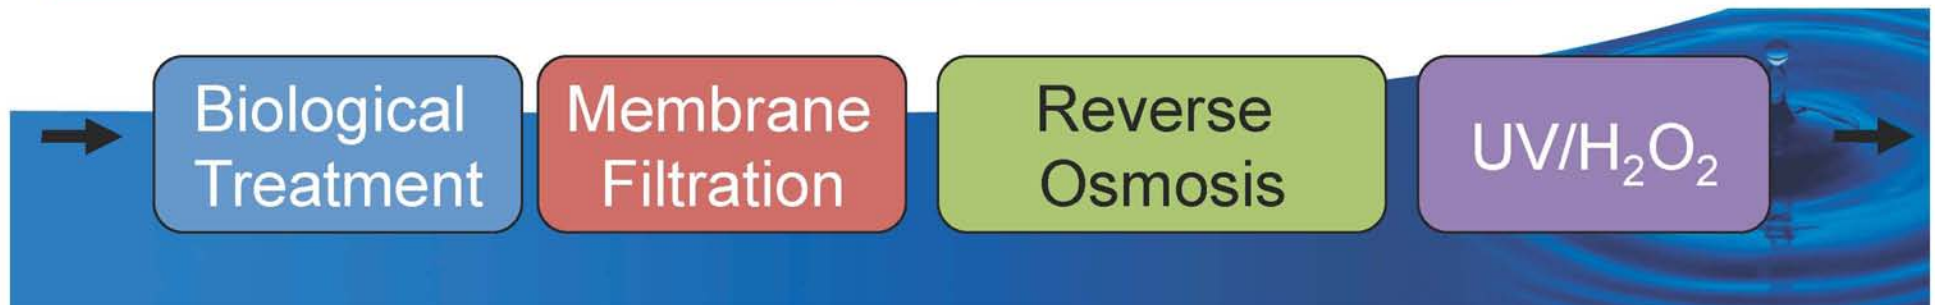 Biological
Treatment
Membrane
Filtration
Reverse
Osmosis
UV/H₂O₂